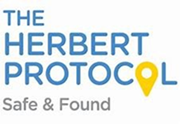 THE
HERBERT
PROTOCOL
Safe & Found